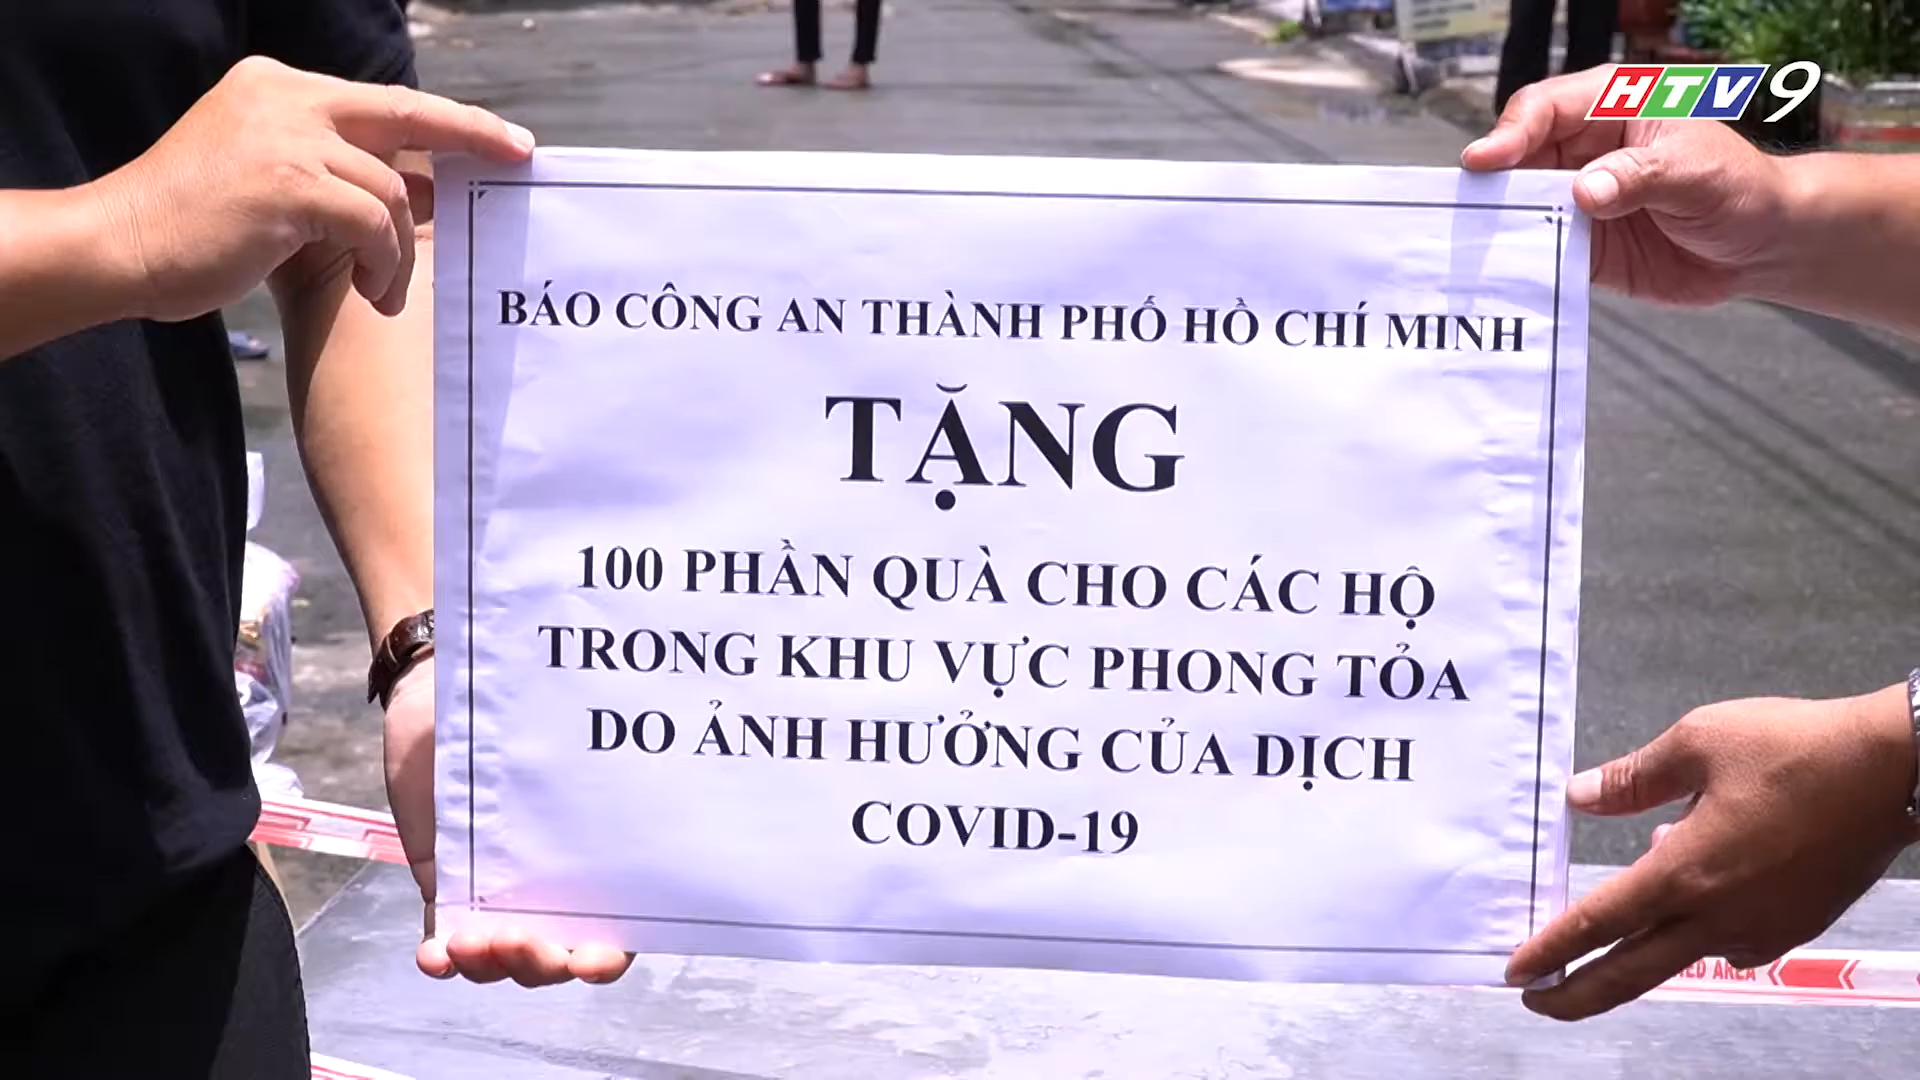 HTV9
BÁO CÔNG AN THÀNH PHỐ HỒ CHÍ MINH
TẶNG
100 PHẦN QUÀ CHO CÁC HỘ
TRONG KHU VỰC PHONG TỎA
DO ẢNH HƯỞNG CỦA DỊCH
COVID-19
AREA